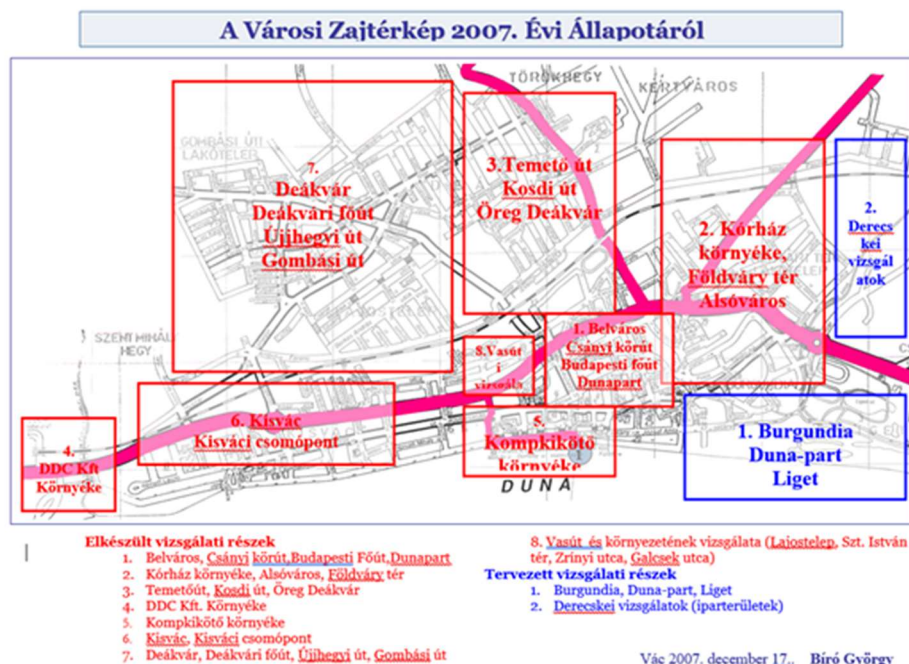 A Városi Zajtérkép 2007. Évi Állapotáról
TÖRÖKHEGY
KERTVÁROS
GOMBÁSI ÚTI
LAKÓTELEP
7.
Deákvár
Deákvári főút
Újjhegyi út
Gombási út
3.Temető út
Kosdi út
Öreg Deákvár
2. Kórház
környéke,
Földváry tér
Alsóváros
2.
Derecs
kei
vizsgál
atok
SZENT MIHÁLY
HEGY
8.Vasút
i
vizsgála
1. Belváros
Csányi körút
Budapesti főút
Dunapart
6. Kisvác
Kisváci csomópont
4.
DDC Kft
Környéke
5.
Kompkikötő
környéke
1. Burgundia
Duna-part
Liget
DUNA
Elkészült vizsgálati részek
1. Belváros, Csányi körút,Budapesti Főút,Dunapart
2. Kórház környéke, Alsóváros, Földváry tér
3. Temetőút, Kosdi út, Öreg Deákvár
4. DDC Kft. Környéke
5. Kompkikötő környéke
6. Kisvác, Kisváci csomópont
7. Deákvár, Deákvári főút, Újjihegyi út, Gombási út
8. Vasút és környezetének vizsgálata (Lajostelep, Szt. István
tér, Zrínyi utca, Galcsek utca)
Tervezett vizsgálati részek
1. Burgundia, Duna-part, Liget
2. Derecskei vizsgálatok (iparterületek)
Vác 2007. december 17.. Bíró György